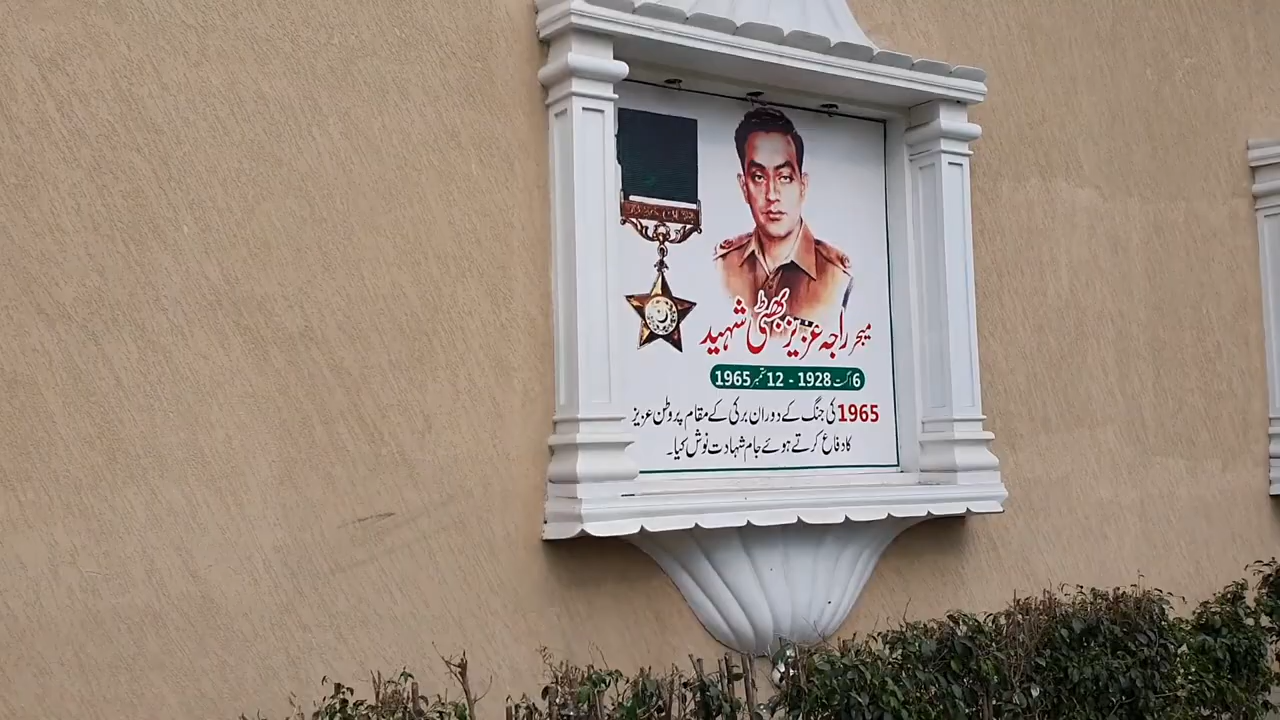 میجر راجہ عزیز بھٹی شہید
6 اگست 1928 - 12 ستمبر 1965
1965 کی جنگ کے دوران برکی کے مقام پر وطن عزیز
کا دفاع کرتے ہوئے جام شہادت نوش کیا۔